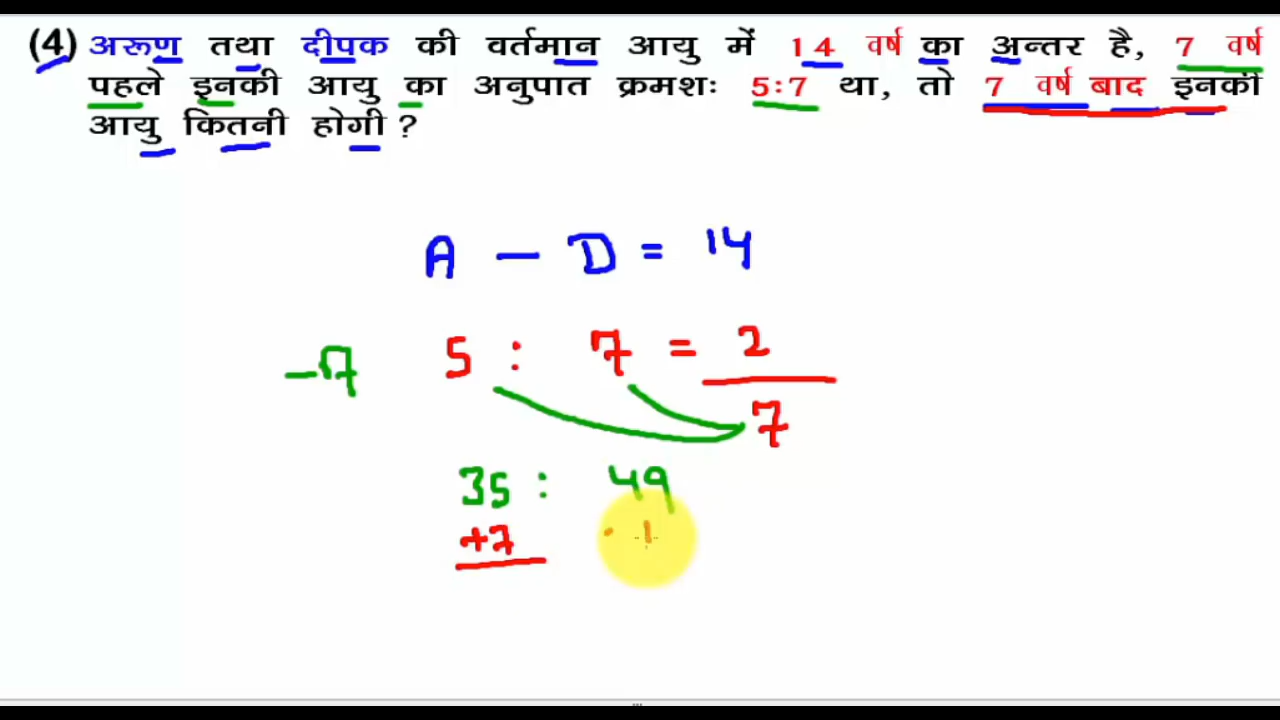 (4) अरूण तथा दीपक की वर्तमान आयु में 14 वर्ष का अन्तर है, 7 वर्ष
पहले इनकी आयु का अनुपात क्रमशः 5:7 था, तो 7 वर्ष बाद इनकी
आयु कितनी होगी ?
A — D = 14
-7 5 : 7 = 2
7
35 : 49
+7